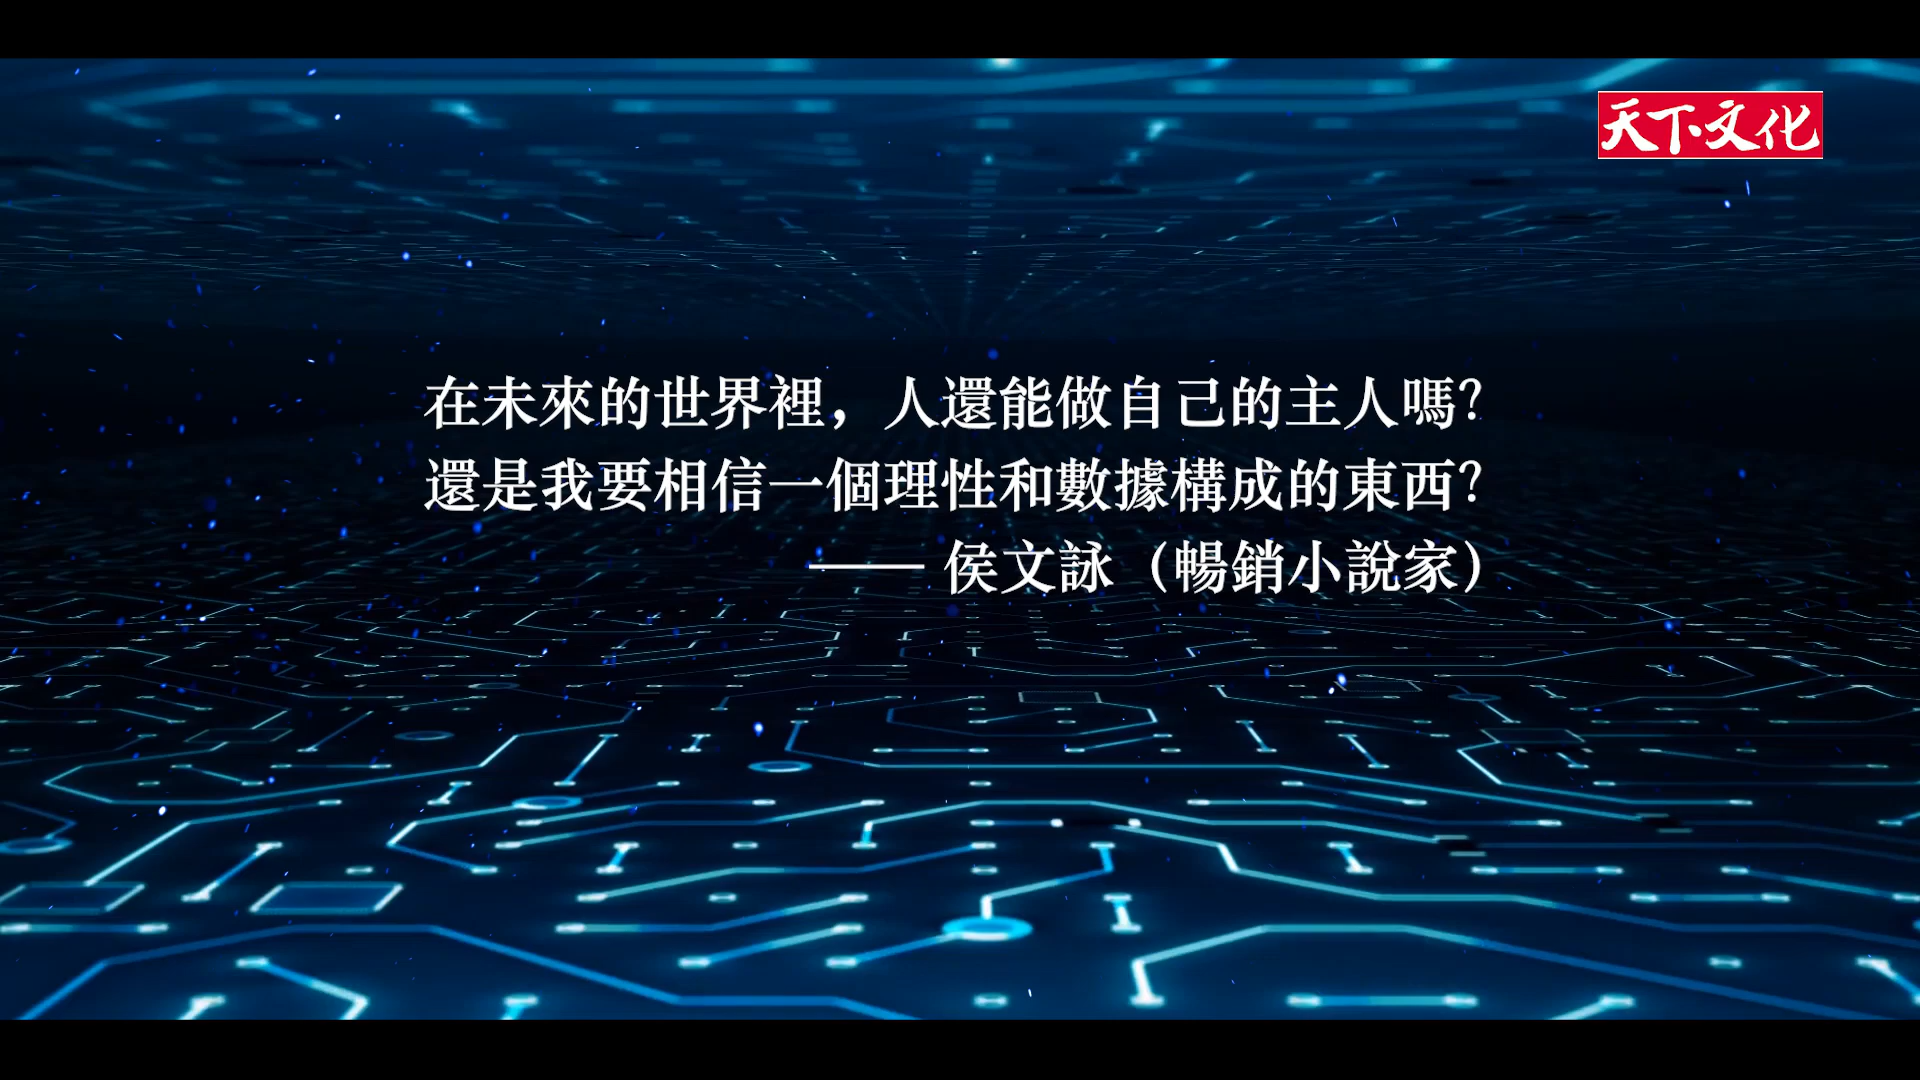 天下文化
在未來的世界裡，人還能做自己的主人嗎？
還是我要相信一個理性和數據構成的東西？
—— 侯文詠（暢銷小說家）